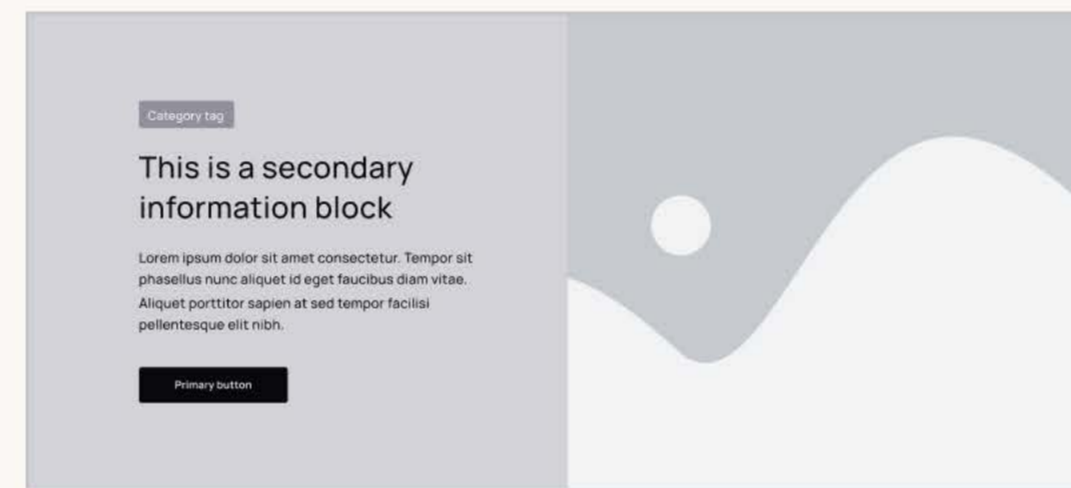 Category tag
This is a secondary
information block
Lorem ipsum dolor sit amet consectetur. Tempor sit
phasellus nunc aliquet id eget faucibus diam vitae.
Aliquet porttitor sapien at sed tempor facilisi
pellentesque elit nibh.
Primary button